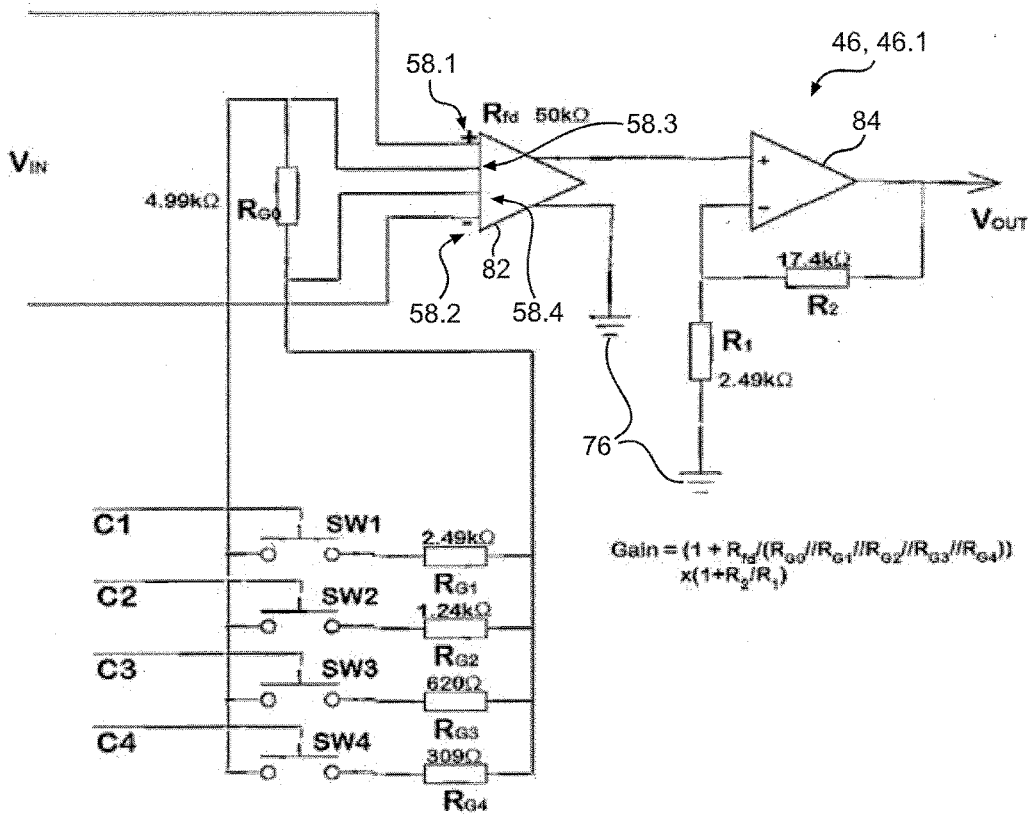 46, 46.1
58.1
Rfd 50kΩ
58.3
84
VIN
4.99kΩ
RG0
+
-
+
-
82
58.2
58.4
VOUT
17.4kΩ
R2
R1
2.49kΩ
76
C1
SW1
2.49kΩ
RG1
C2
SW2
1.24kΩ
RG2
C3
SW3
620Ω
RG3
C4
SW4
309Ω
RG4
Gain = (1 + Rfd/(RG0//RG1//RG2//RG3//RG4))
x(1+R2/R1)